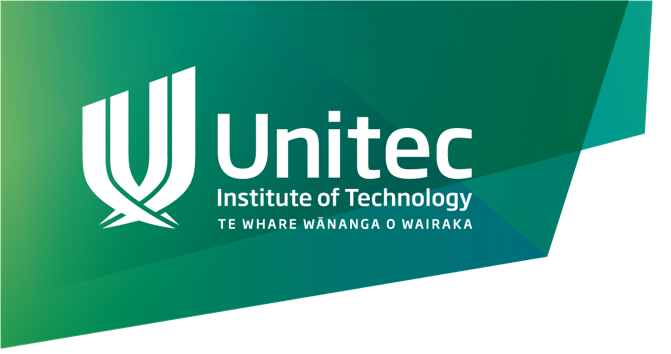 Unitec
Institute of Technology
TE WHARE WĀNANGA O WAIRAKA